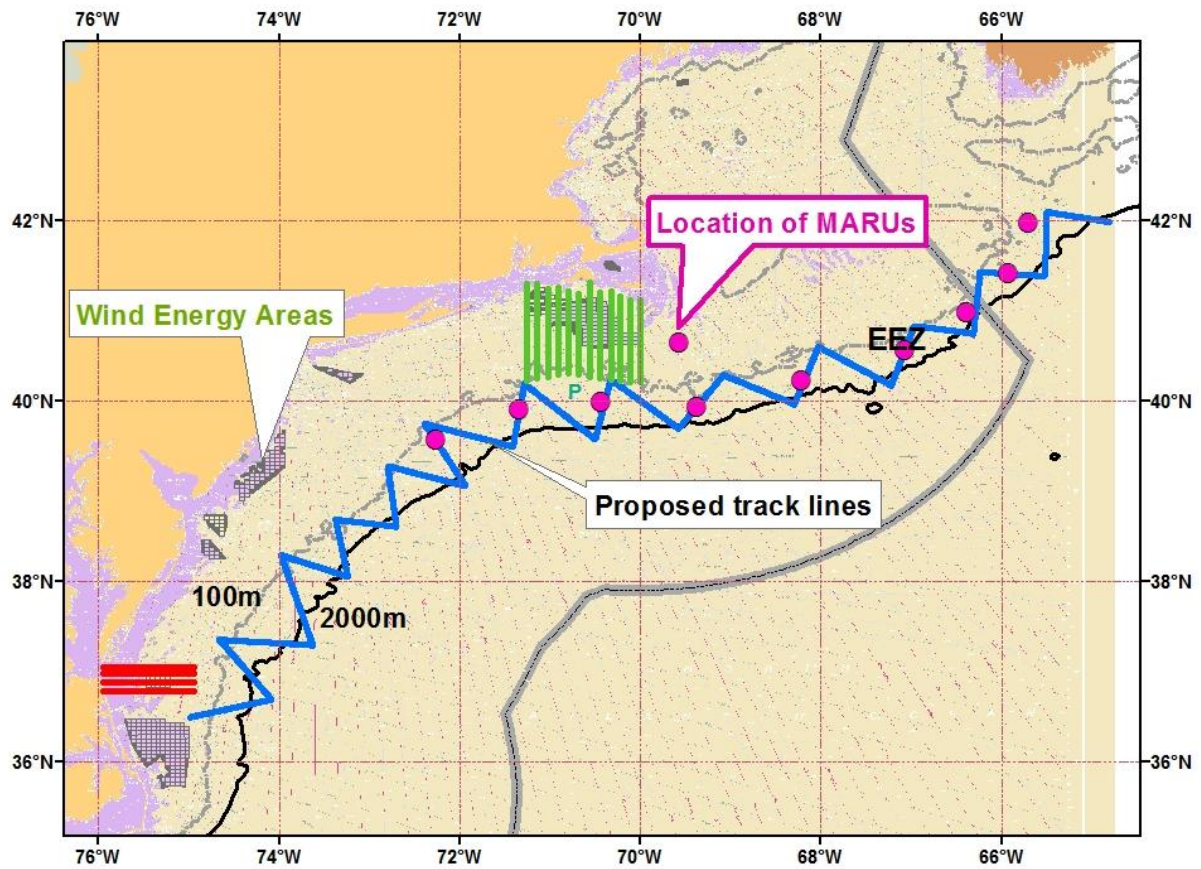 76°W 74°W 72°W 70°W 68°W 66°W
42°N 42°N
Location of MARUs
Wind Energy Areas
EEZ
40°N 40°N
P
Proposed track lines
38°N 38°N
100m
2000m
36°N 36°N
76°W 74°W 72°W 70°W 68°W 66°W